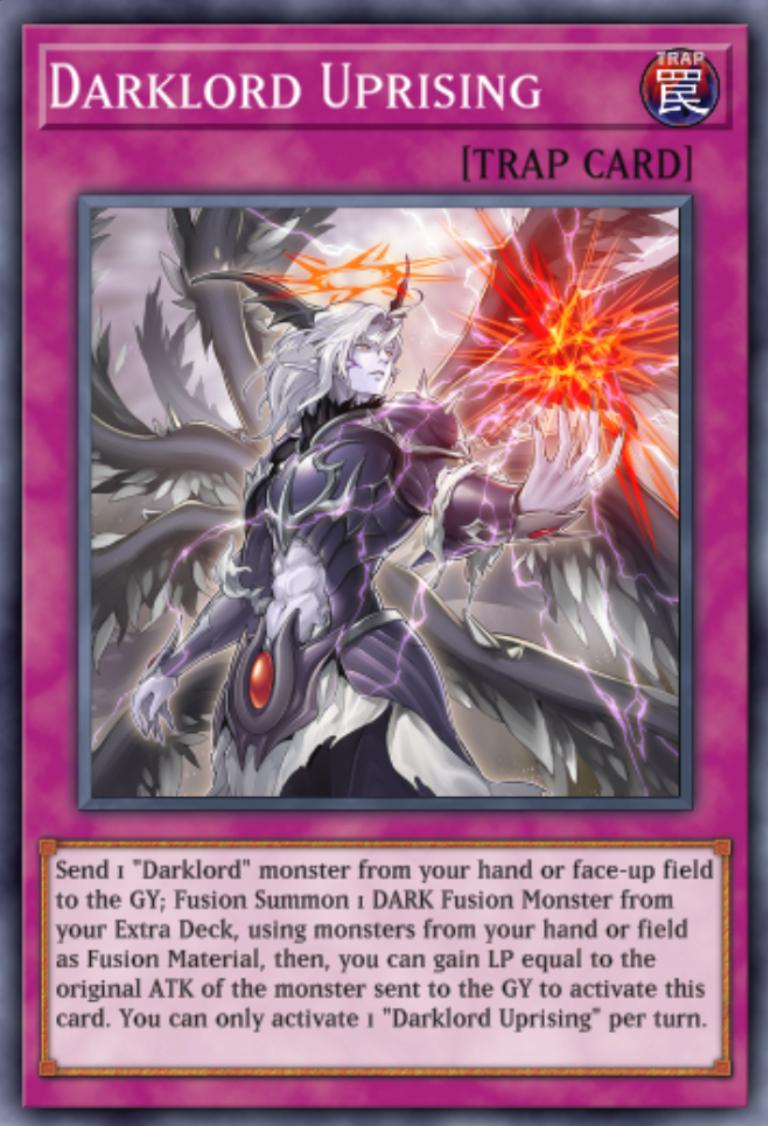 DARKLORD UPRISING
TRAP
罠
[TRAP CARD]
Send 1 "Darklord" monster from your hand or face-up field
to the GY; Fusion Summon 1 DARK Fusion Monster from
your Extra Deck, using monsters from your hand or field
as Fusion Material, then, you can gain LP equal to the
original ATK of the monster sent to the GY to activate this
card. You can only activate 1 "Darklord Uprising" per turn.